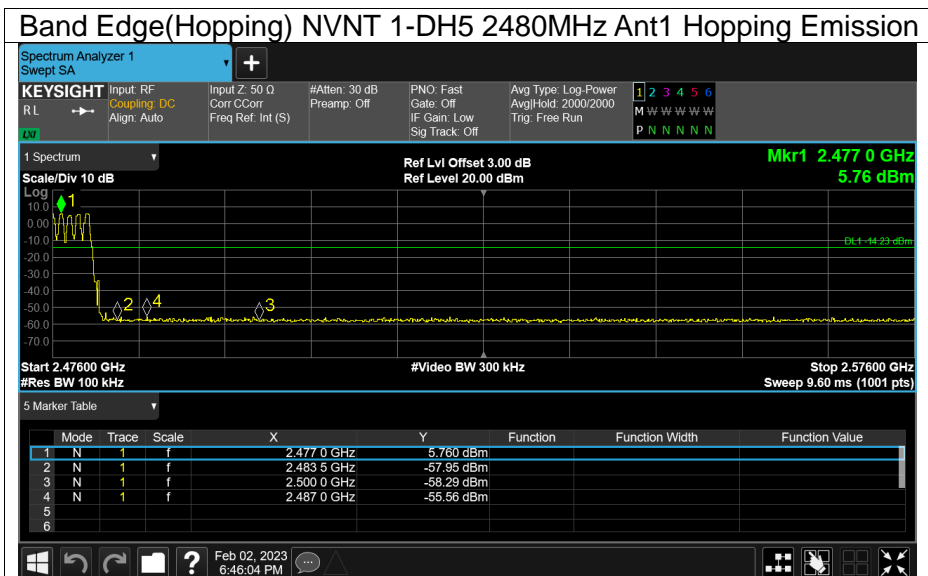 Band Edge(Hopping) NVNT 1-DH5 2480MHz Ant1 Hopping Emission
Spectrum Analyzer 1
Swept SA
+
KEYSIGHT Input: RF Input Z: 50 Ω #Atten: 30 dB PNO: Fast Avg Type: Log-Power 1 2 3 4 5 6
RL Coupling: DC Corr CCorr Preamp: Off Gate: Off Avg|Hold: 2000/2000 M W W W W W
Align: Auto Freq Ref: Int (S) IF Gain: Low Trig: Free Run
LXI Sig Track: Off P N N N N N
1 Spectrum Ref Lvl Offset 3.00 dB Mkr1 2.477 0 GHz
Scale/Div 10 dB Ref Level 20.00 dBm 5.76 dBm
Log
1
10.0
0.00
-10.0
DL1 -14.23 dBm
-20.0
-30.0
-40.0
-50.0 2 4 3
-60.0
-70.0
Start 2.47600 GHz #Video BW 300 kHz Stop 2.57600 GHz
#Res BW 100 kHz Sweep 9.60 ms (1001 pts)
5 Marker Table
Mode Trace Scale X Y Function Function Width Function Value
1 N 1 f 2.477 0 GHz 5.760 dBm
2 N 1 f 2.483 5 GHz -57.95 dBm
3 N 1 f 2.500 0 GHz -58.29 dBm
4 N 1 f 2.487 0 GHz -55.56 dBm
5
6
? Feb 02, 2023
6:46:04 PM